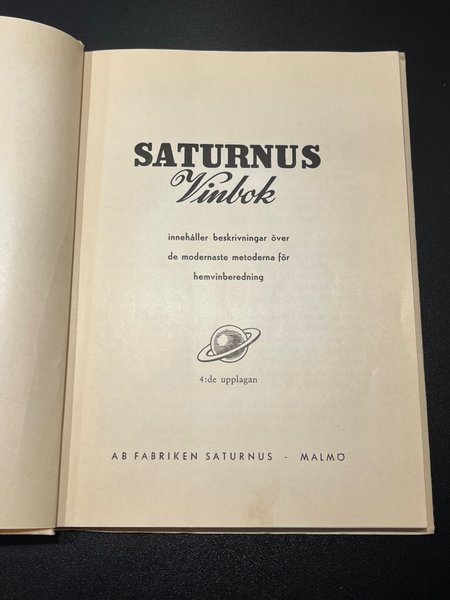 SATURNUS
Vinbok
innehåller beskrivningar över
de modernaste metoderna för
hemvinberedning
4:de upplagan
AB FABRIKEN SATURNUS - MALMÖ